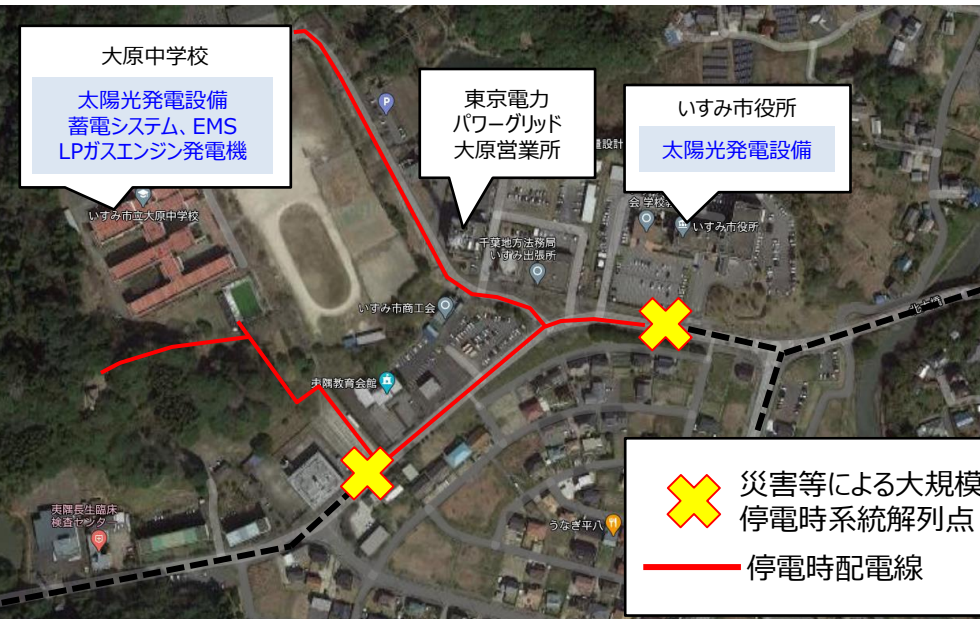 大原中学校
太陽光発電設備
蓄電システム、EMS
LPガスエンジン発電機
東京電力
パワーグリッド
大原営業所
いすみ市役所
太陽光発電設備
P
量設計
会 学校教
いすみ市立大原中学校
いすみ市役所
千葉地方法務局
いすみ出張所
いすみ市商工会
夷隅教育会館
夷隅長生臨床
検査センター
うなぎ平八
災害等による大規模
停電時系統解列点
停電時配電線